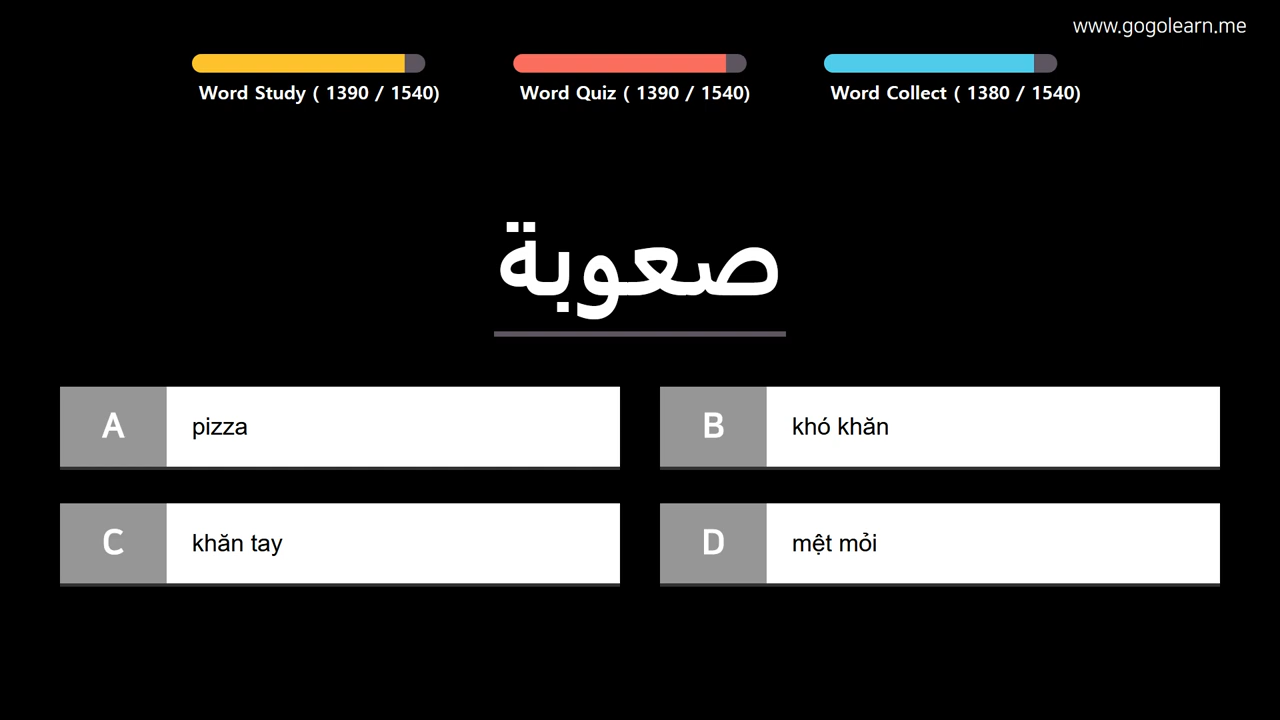 www.gogolearn.me
Word Study ( 1390 / 1540)
Word Quiz ( 1390 / 1540)
Word Collect ( 1380 / 1540)
صعوبة
A
pizza
B
khó khăn
C
khăn tay
D
mệt mỏi